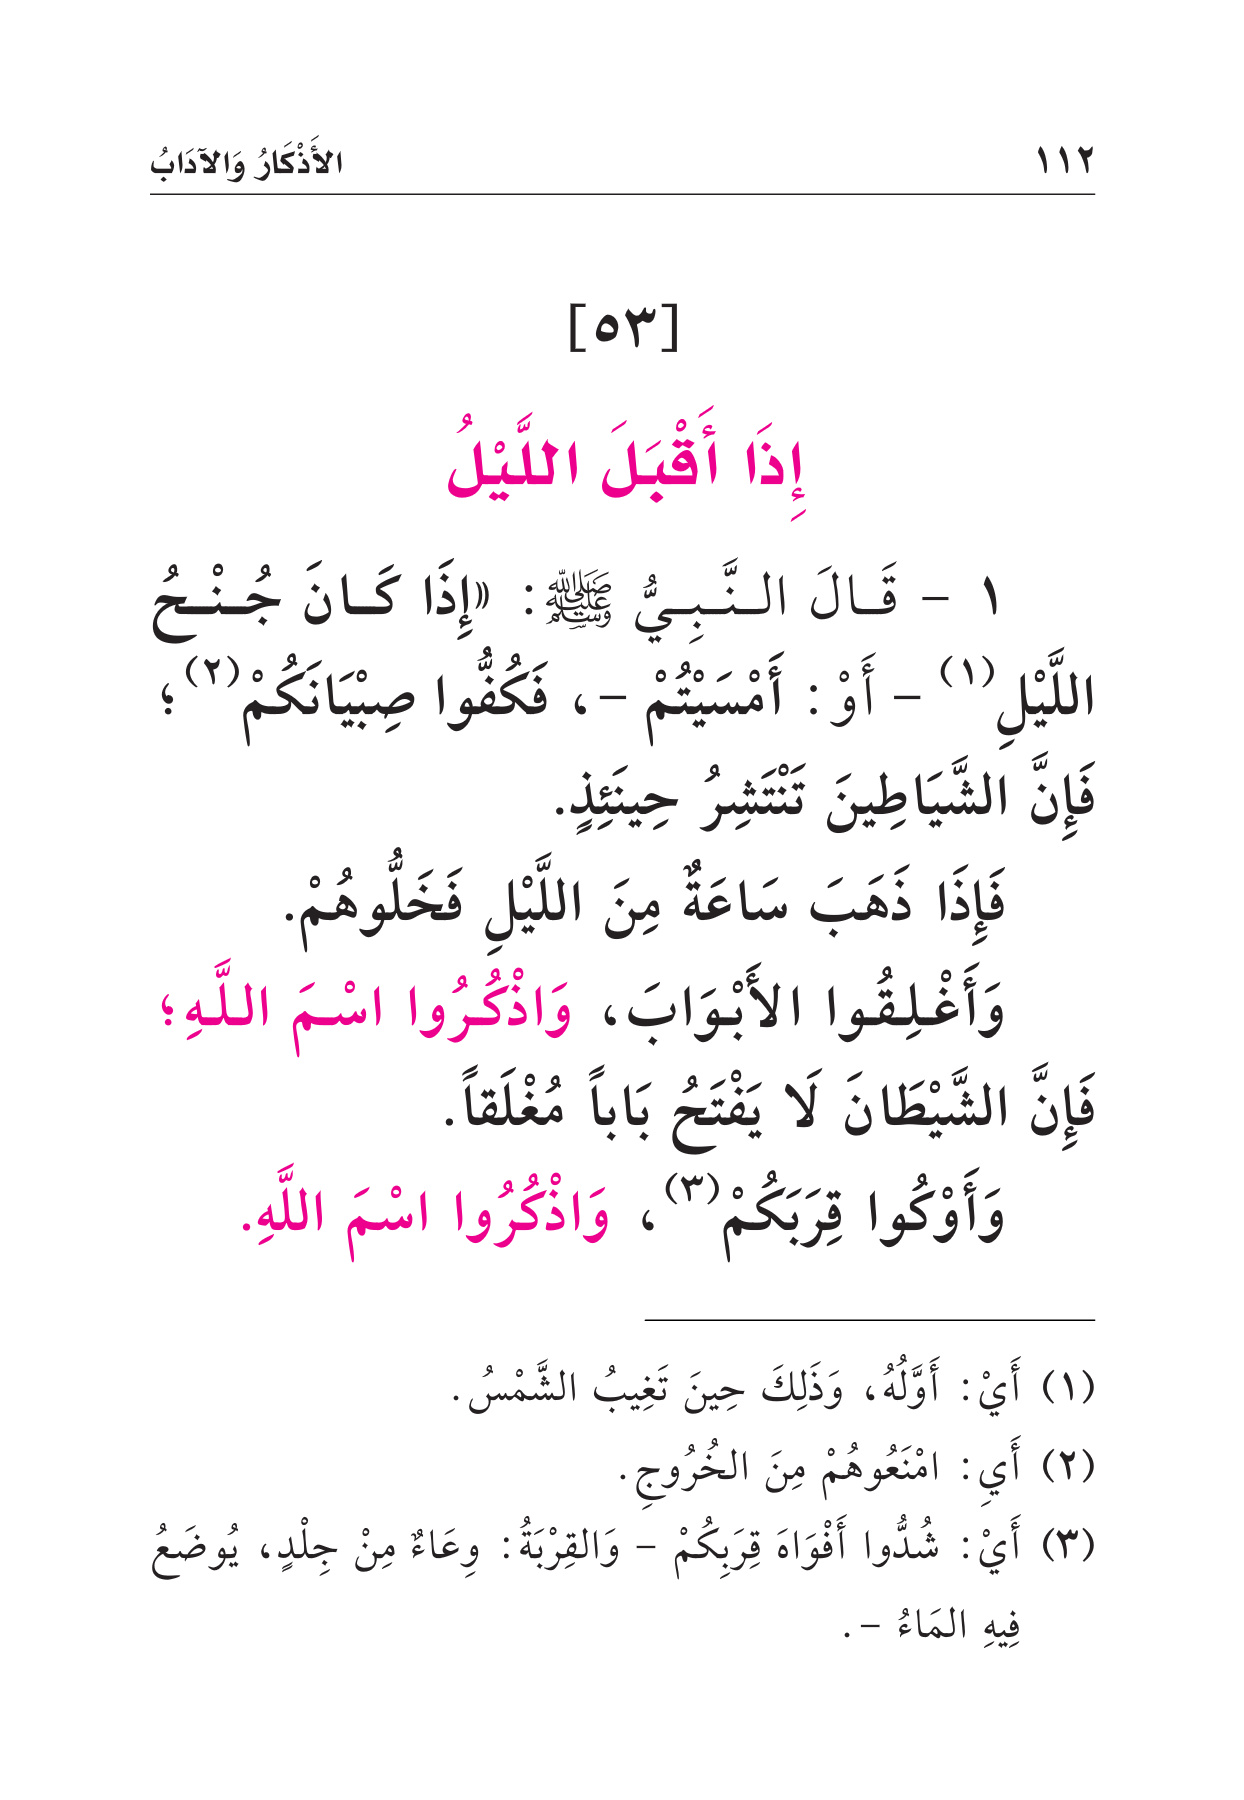 ١١٢ الأَذْكَارُ وَالآدَابُ
[٥٣]
إِذَا أَقْبَلَ اللَّيْلُ
١ – قَالَ النَّبِيُّ ﷺ: «إِذَا كَانَ جُنْحُ
اللَّيْلِ(١) – أَوْ: أَمْسَيْتُمْ –، فَكُفُّوا صِبْيَانَكُمْ(٢)؛
فَإِنَّ الشَّيَاطِينَ تَنْتَشِرُ حِينَئِذٍ.
فَإِذَا ذَهَبَ سَاعَةٌ مِنَ اللَّيْلِ فَخَلُّوهُمْ.
وَأَغْلِقُوا الأَبْوَابَ، وَاذْكُرُوا اسْمَ اللَّهِ؛
فَإِنَّ الشَّيْطَانَ لَا يَفْتَحُ بَاباً مُغْلَقاً.
وَأَوْكُوا قِرَبَكُمْ(٣)، وَاذْكُرُوا اسْمَ اللَّهِ.
(١) أَيْ: أَوَّلُهُ، وَذَلِكَ حِينَ تَغِيبُ الشَّمْسُ.
(٢) أَيِ: امْنَعُوهُمْ مِنَ الخُرُوجِ.
(٣) أَيْ: شُدُّوا أَفْوَاهَ قِرَبِكُمْ – وَالقِرْبَةُ: وِعَاءٌ مِنْ جِلْدٍ، يُوضَعُ
فِيهِ المَاءُ –.